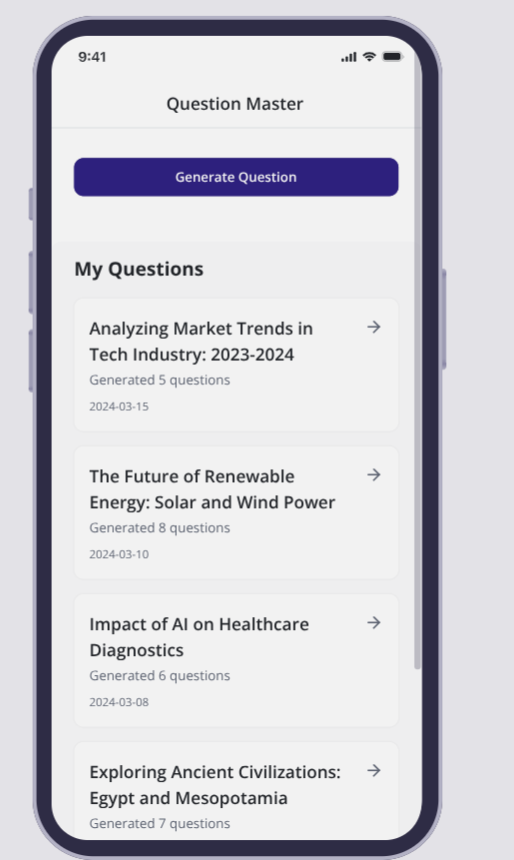 9:41
Question Master
Generate Question
My Questions
Analyzing Market Trends in
Tech Industry: 2023-2024
Generated 5 questions
2024-03-15
The Future of Renewable
Energy: Solar and Wind Power
Generated 8 questions
2024-03-10
Impact of AI on Healthcare
Diagnostics
Generated 6 questions
2024-03-08
Exploring Ancient Civilizations:
Egypt and Mesopotamia
Generated 7 questions